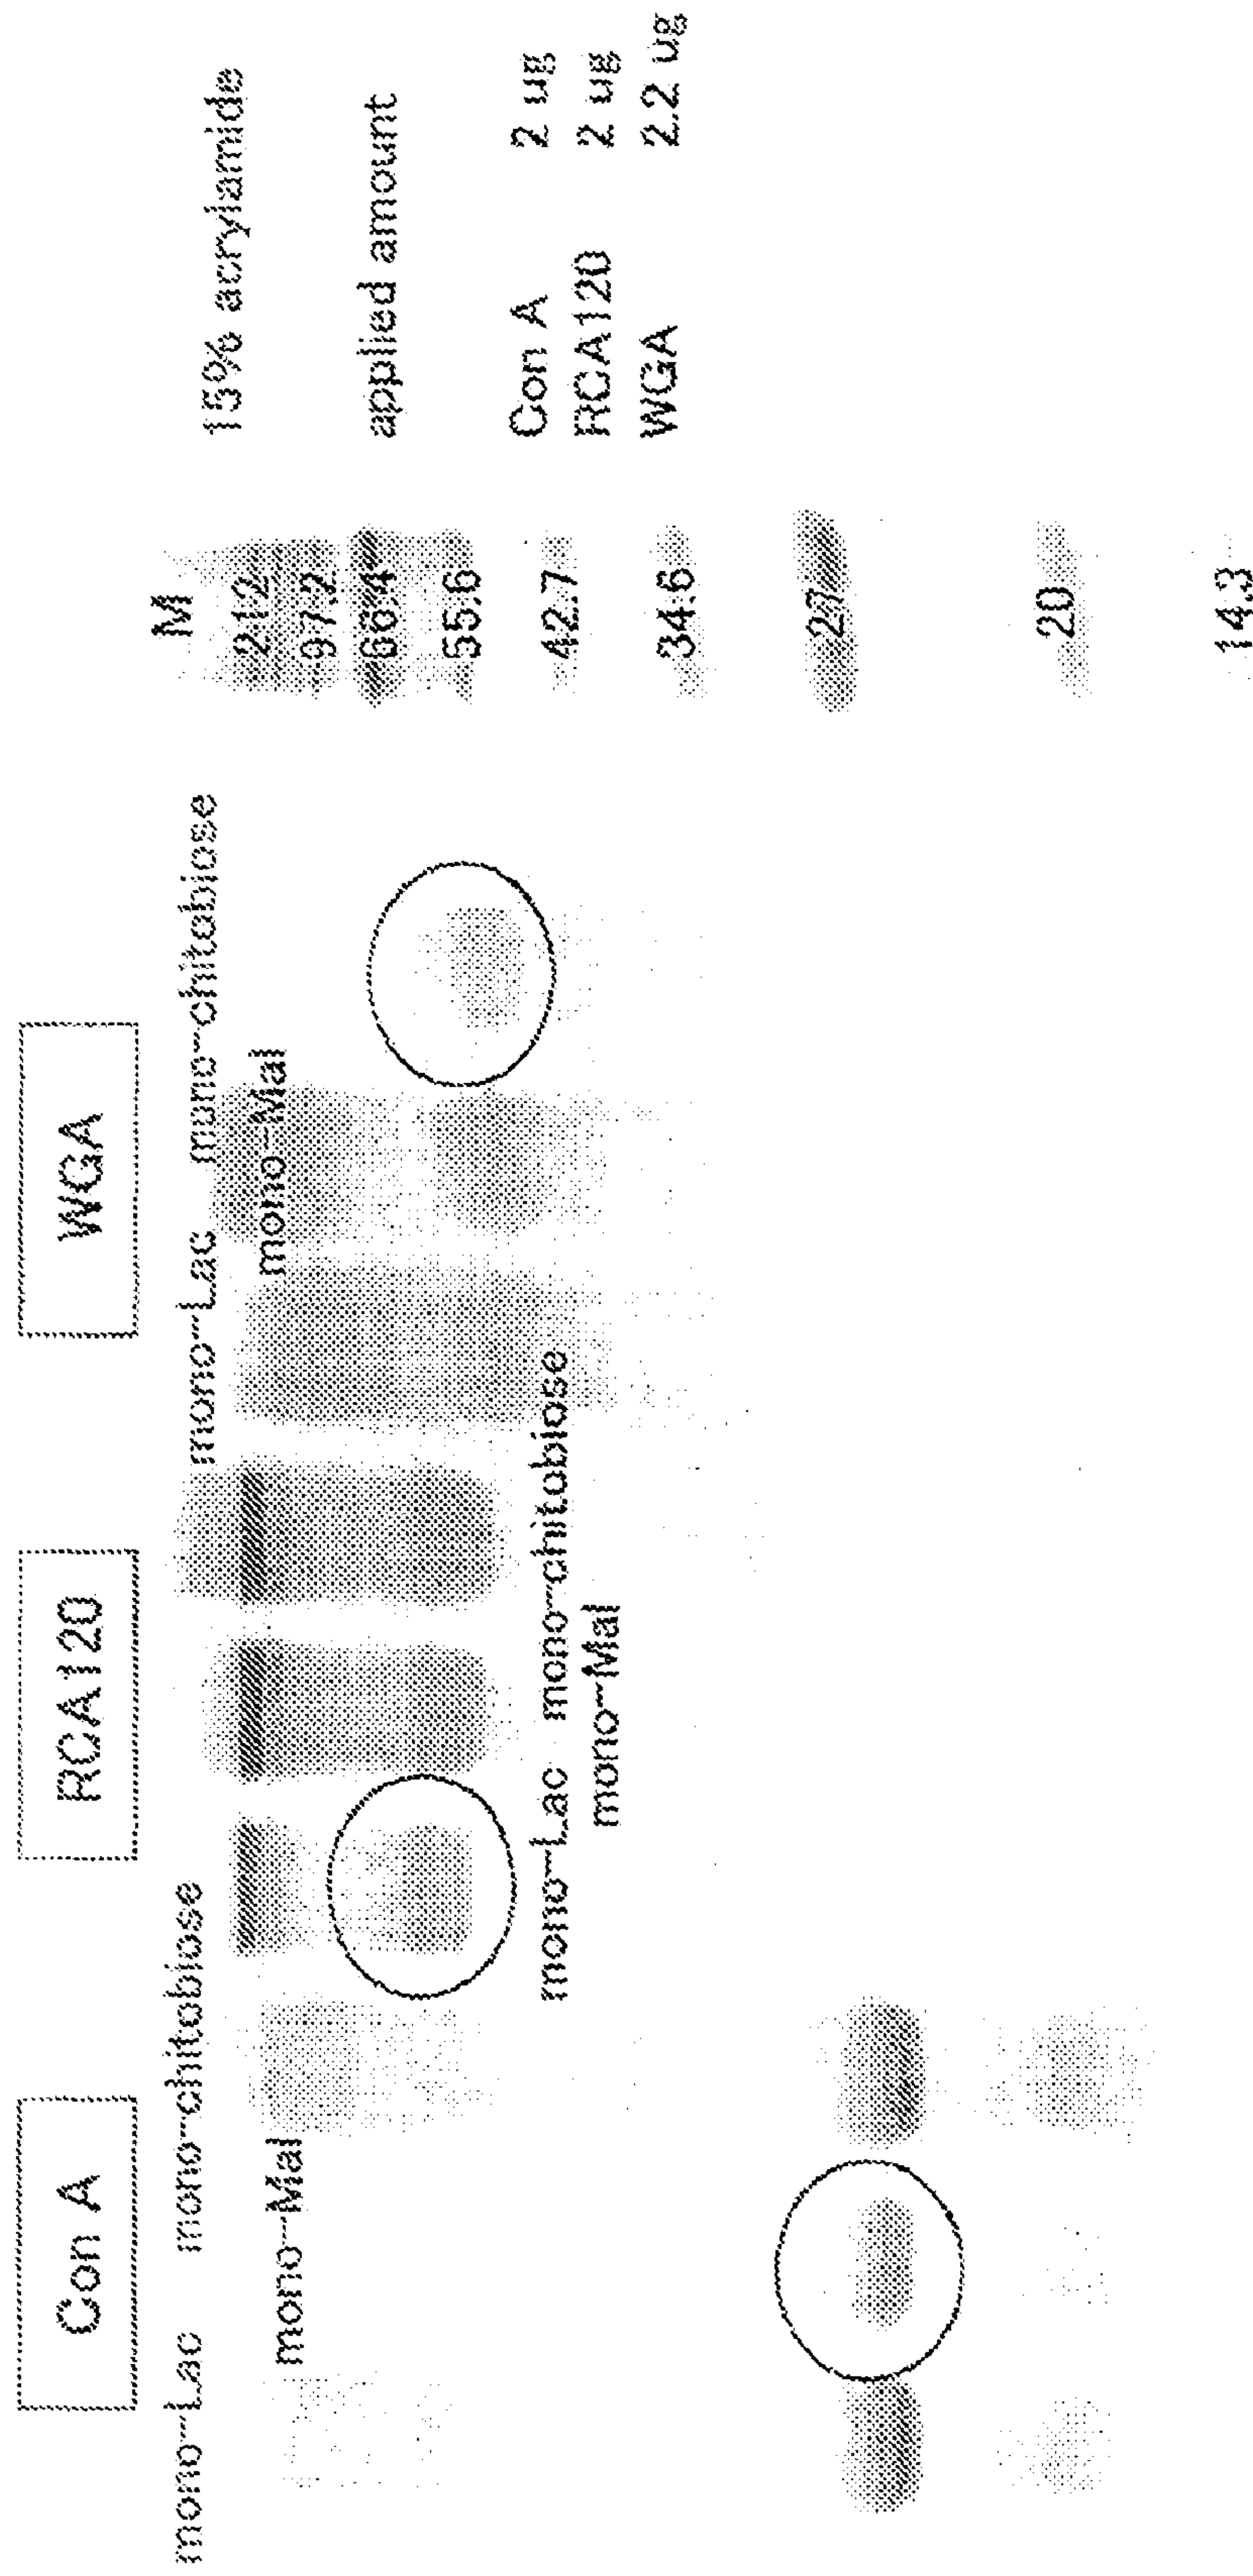 Con A
RCA120
WGA
mono-Lac
mono-chitobiose
mono-Mal
mono-Lac
mono-chitobiose
mono-Mal
mono-Lac
mono-chitobiose
mono-Mal
M
212
97.2
66.4
55.6
42.7
34.6
27
20
14.3
15% acrylamide
applied amount
Con A 2 ug
RCA120 2 ug
WGA 2.2 ug